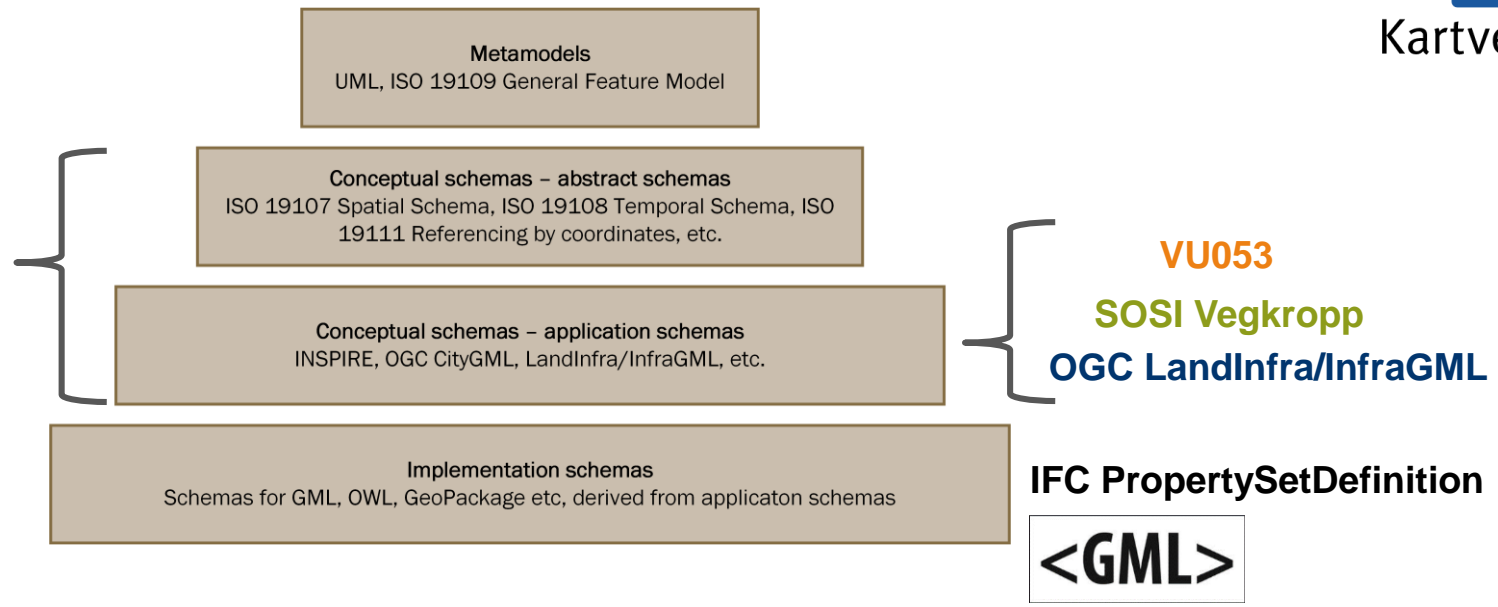 Metamodels
UML, ISO 19109 General Feature Model
Conceptual schemas – abstract schemas
ISO 19107 Spatial Schema, ISO 19108 Temporal Schema, ISO
19111 Referencing by coordinates, etc.
Conceptual schemas – application schemas
INSPIRE, OGC CityGML, LandInfra/InfraGML, etc.
Implementation schemas
Schemas for GML, OWL, GeoPackage etc, derived from applicaton schemas
VU053
SOSI Vegkropp
OGC LandInfra/InfraGML
IFC PropertySetDefinition
<GML>